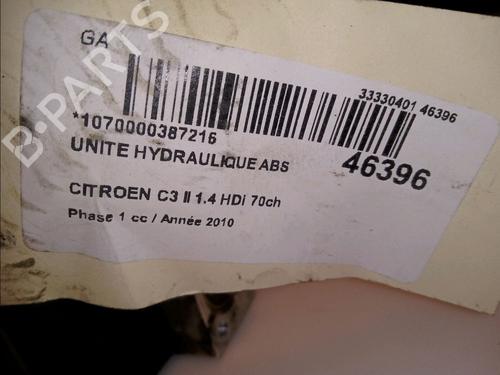 GA
33330401 46396
*1070000387216
UNITE HYDRAULIQUE ABS
46396
CITROEN C3 II 1.4 HDi 70ch
Phase 1 cc / Année 2010
B-PARTS